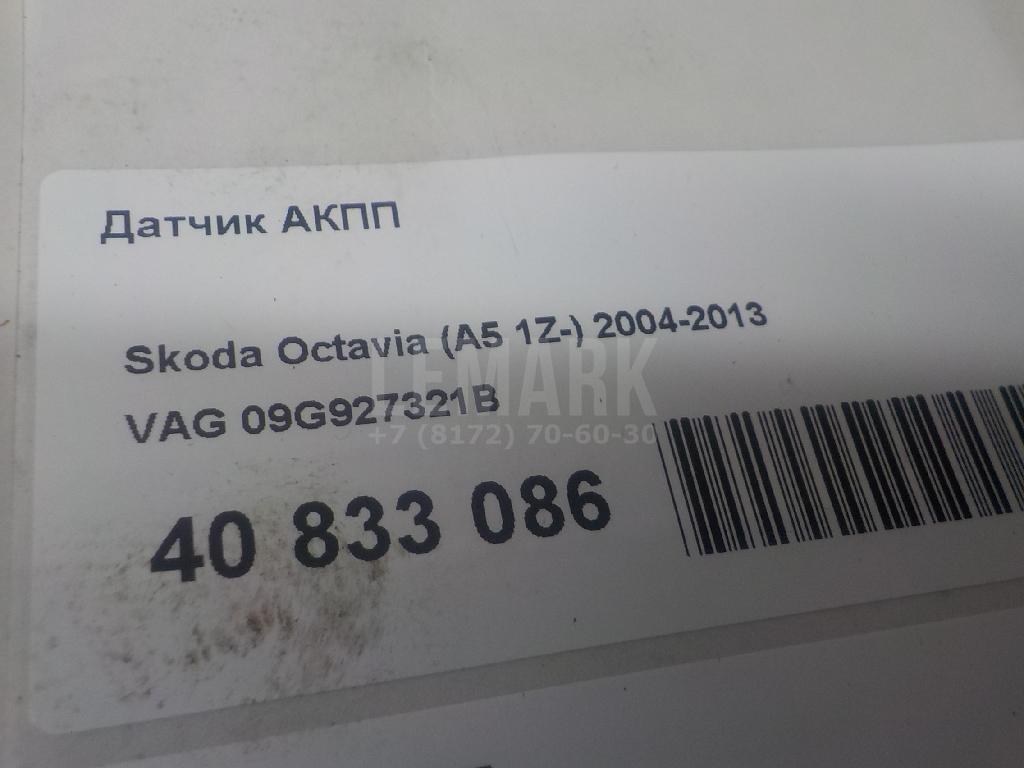 Датчик АКПП
Skoda Octavia (A5 1Z-) 2004-2013
LEMARK
VAG 09G927321B
+7 (8172) 70-60-30
40 833 086